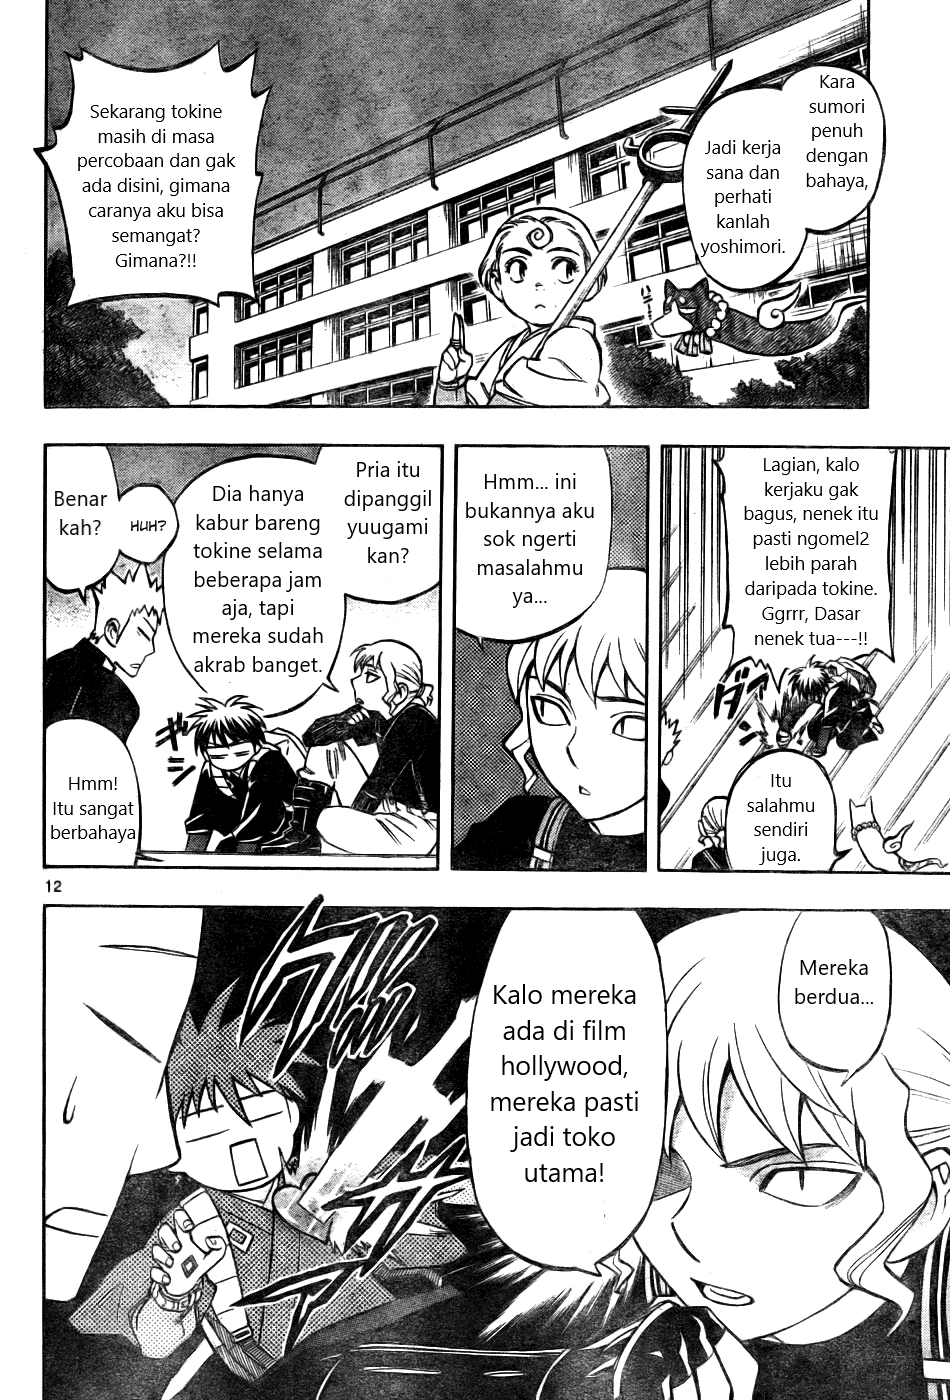 Kara
sumori
penuh
dengan
bahaya,
Jadi kerja
sana dan
perhati
kanlah
yoshimori.
Sekarang tokine
masih di masa
percobaan dan gak
ada disini, gimana
caranya aku bisa
semangat?
Gimana?!!
Lagian, kalo
kerjaku gak
bagus, nenek itu
pasti ngomel2
lebih parah
daripada tokine.
Ggrrr, Dasar
nenek tua---!!
Itu
salahmu
sendiri
juga.
Hmm... ini
bukannya aku
sok ngerti
masalahmu
ya...
Pria itu
dipanggil
yuugami
kan?
Dia hanya
kabur bareng
tokine selama
beberapa jam
aja, tapi
mereka sudah
akrab banget.
HUH?
Benar
kah?
Hmm!
Itu sangat
berbahaya
12
Mereka
berdua...
Kalo mereka
ada di film
hollywood,
mereka pasti
jadi toko
utama!